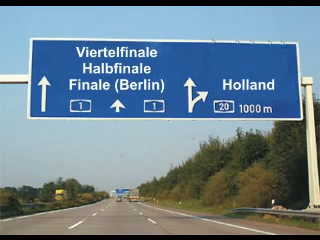 Viertelfinale
Halbfinale
Finale (Berlin)
Holland
1
1
20
1000 m